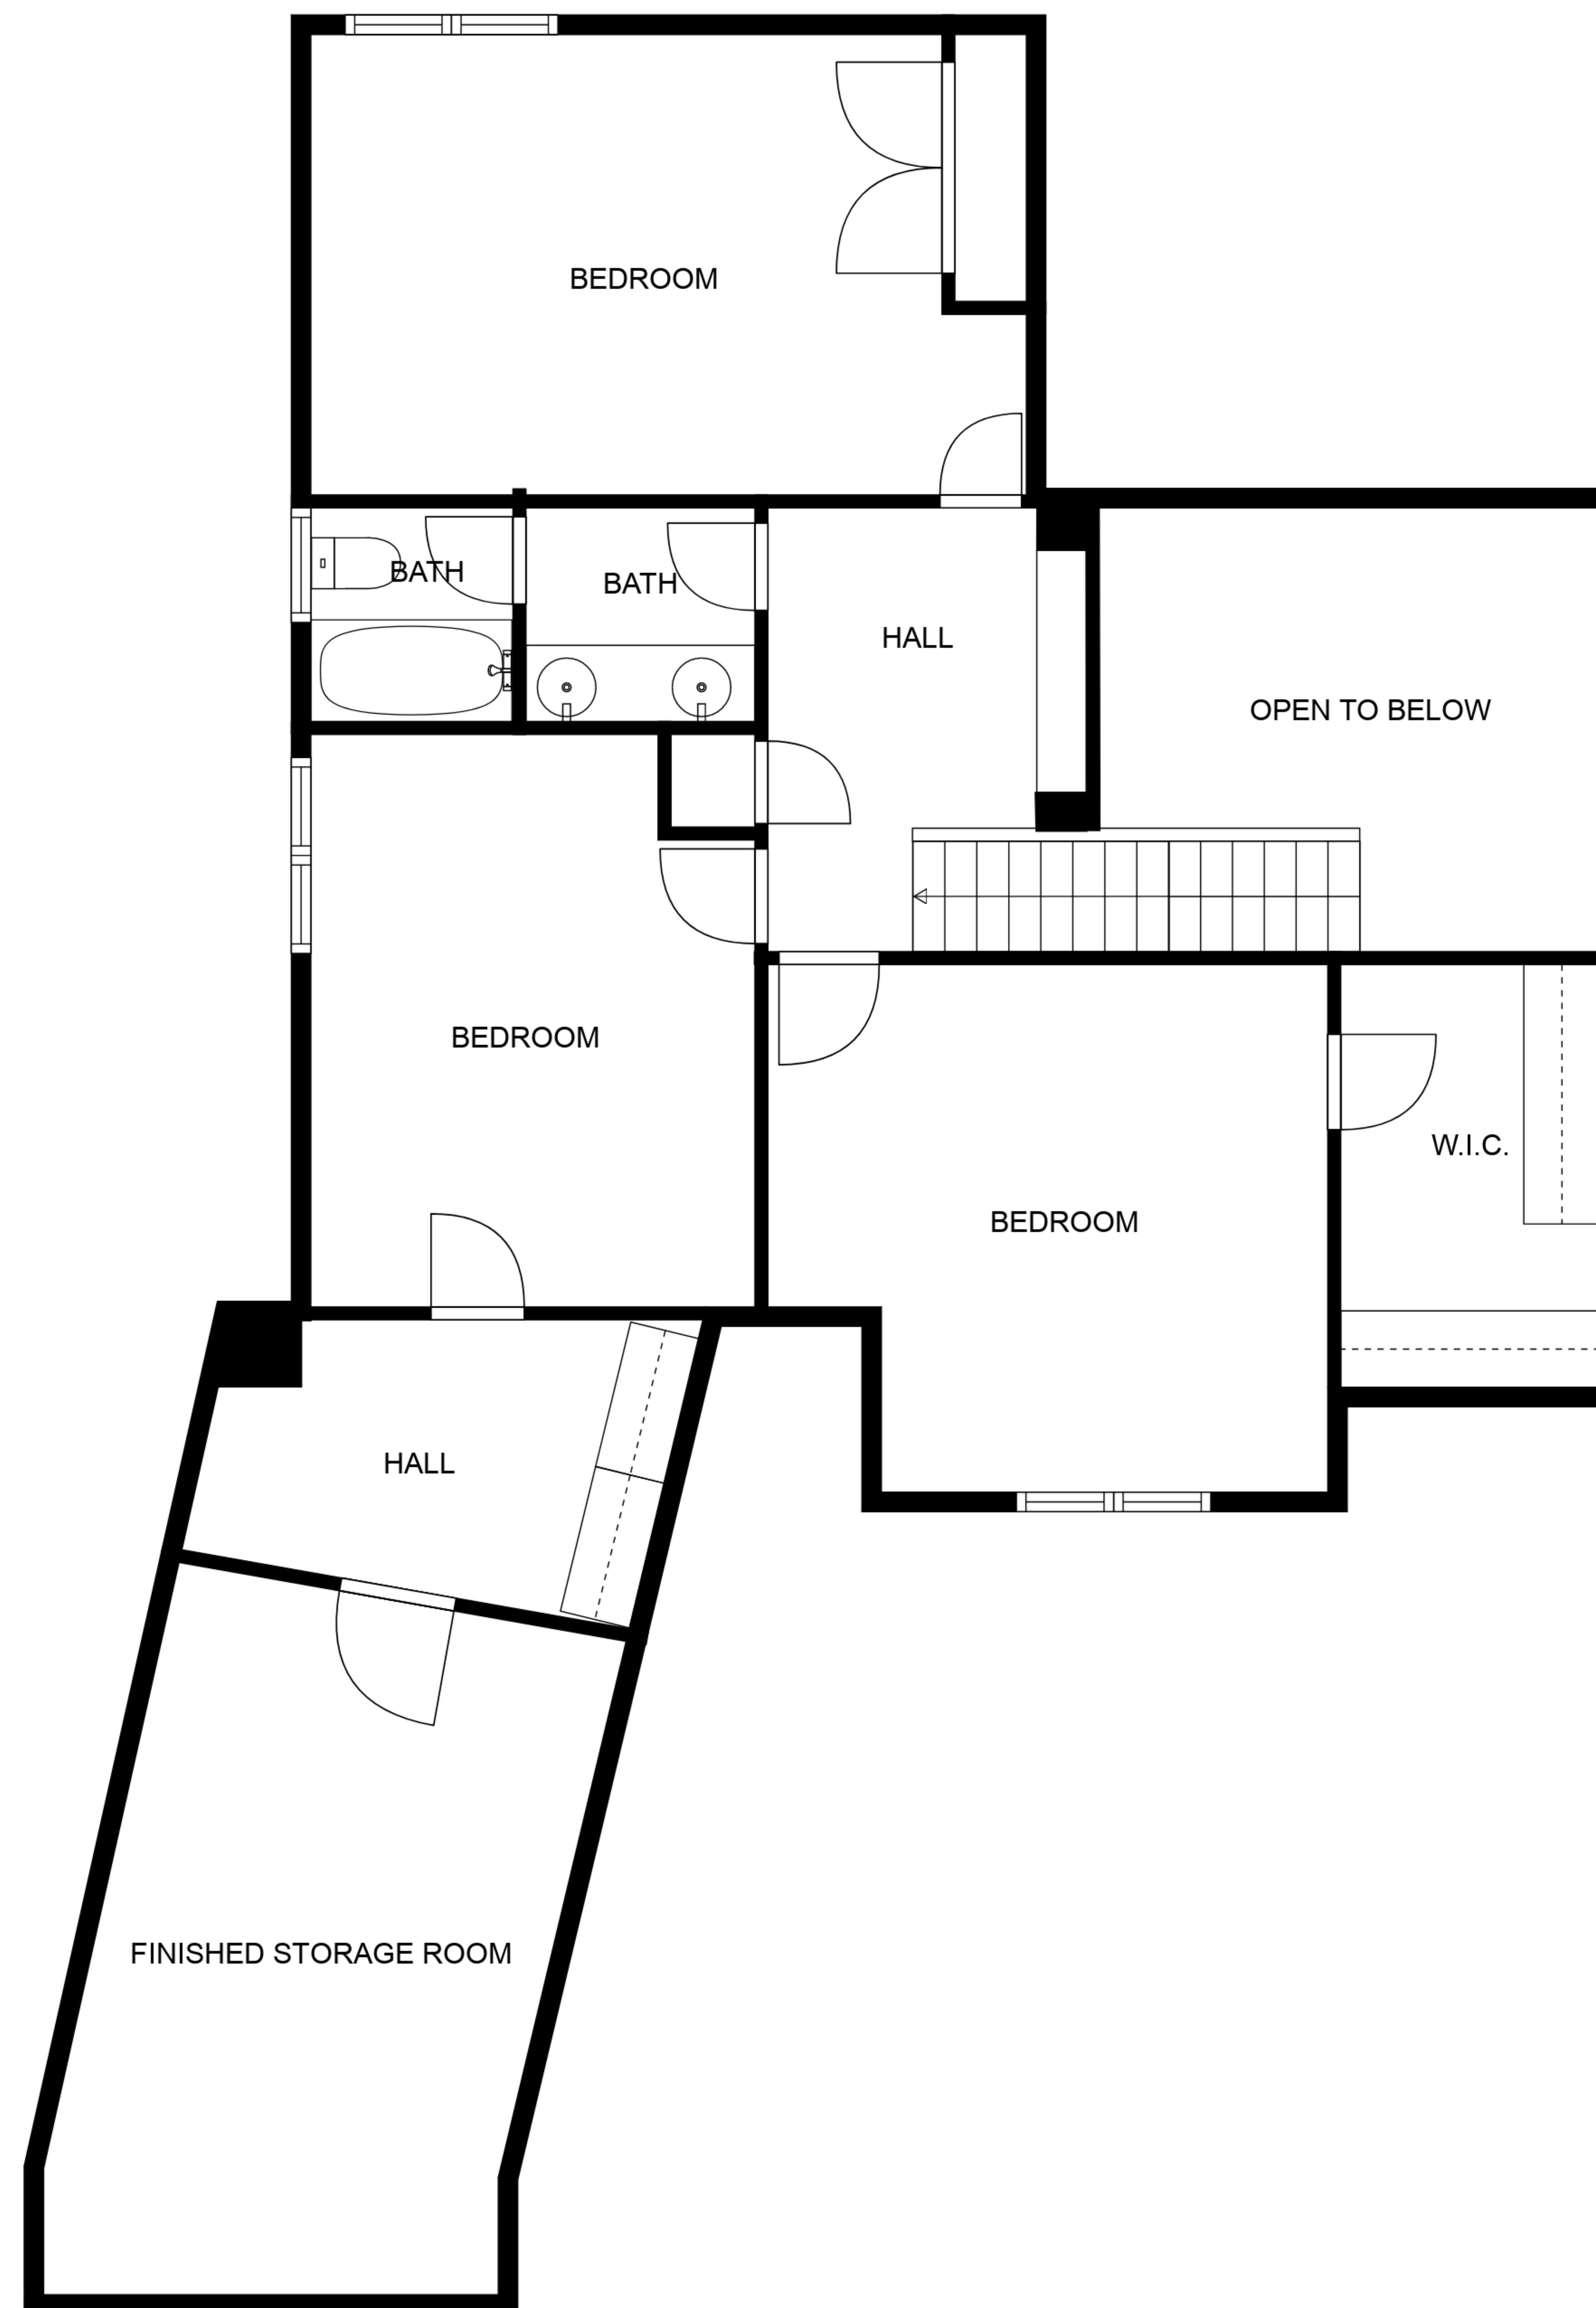 BEDROOM
BATH
BATH
HALL
OPEN TO BELOW
BEDROOM
W.I.C.
BEDROOM
HALL
FINISHED STORAGE ROOM